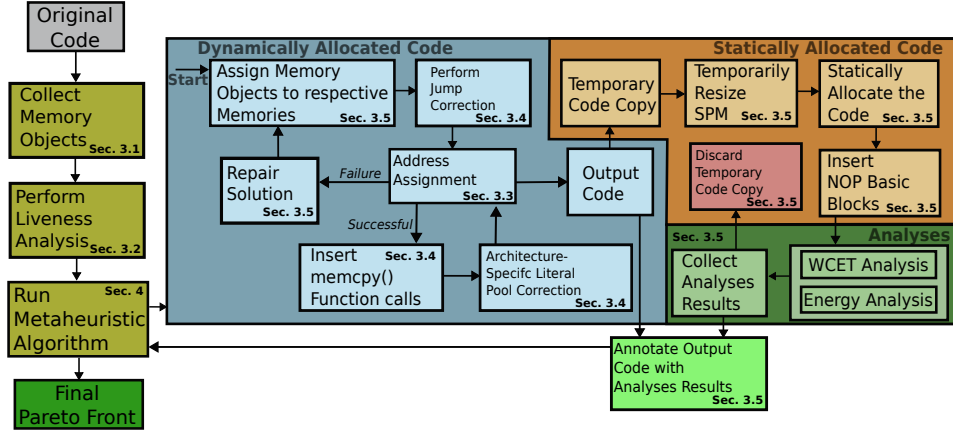 Original
Code
Collect
Memory
Objects
Sec. 3.1
Perform
Liveness
Analysis
Sec. 3.2
Run
Sec. 4
Metaheuristic
Algorithm
Final
Pareto Front
Dynamically Allocated Code
Start
Assign Memory
Objects to respective
Memories
Sec. 3.5
Perform
Jump
Correction
Sec. 3.4
Repair
Solution
Sec. 3.5
Failure
Address
Assignment
Sec. 3.3
Successful
Insert
Sec. 3.4
memcpy()
Function calls
Architecture-
Specifc Literal
Pool Correction
Sec. 3.4
Output
Code
Statically Allocated Code
Temporary
Code Copy
Temporarily
Resize
SPM
Sec. 3.5
Statically
Allocate the
Code
Sec. 3.5
Insert
NOP Basic
Blocks
Sec. 3.5
Discard
Temporary
Code Copy
Sec. 3.5
Analyses
Sec. 3.5
Collect
Analyses
Results
WCET Analysis
Energy Analysis
Annotate Output
Code with
Analyses Results
Sec. 3.5